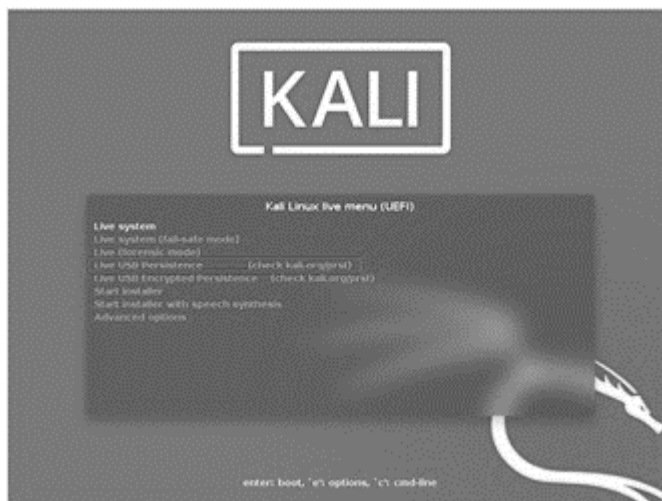 KALI
Kali Linux live menu (UEFI)
Live system
Live system (fail-safe mode)
Live (forensic mode)
Live USB Persistence (check kali.org/prst)
Live USB Encrypted Persistence (check kali.org/prst)
Start installer
Start installer with speech synthesis
Advanced options
enter: boot, `e': options, `c': cmd-line